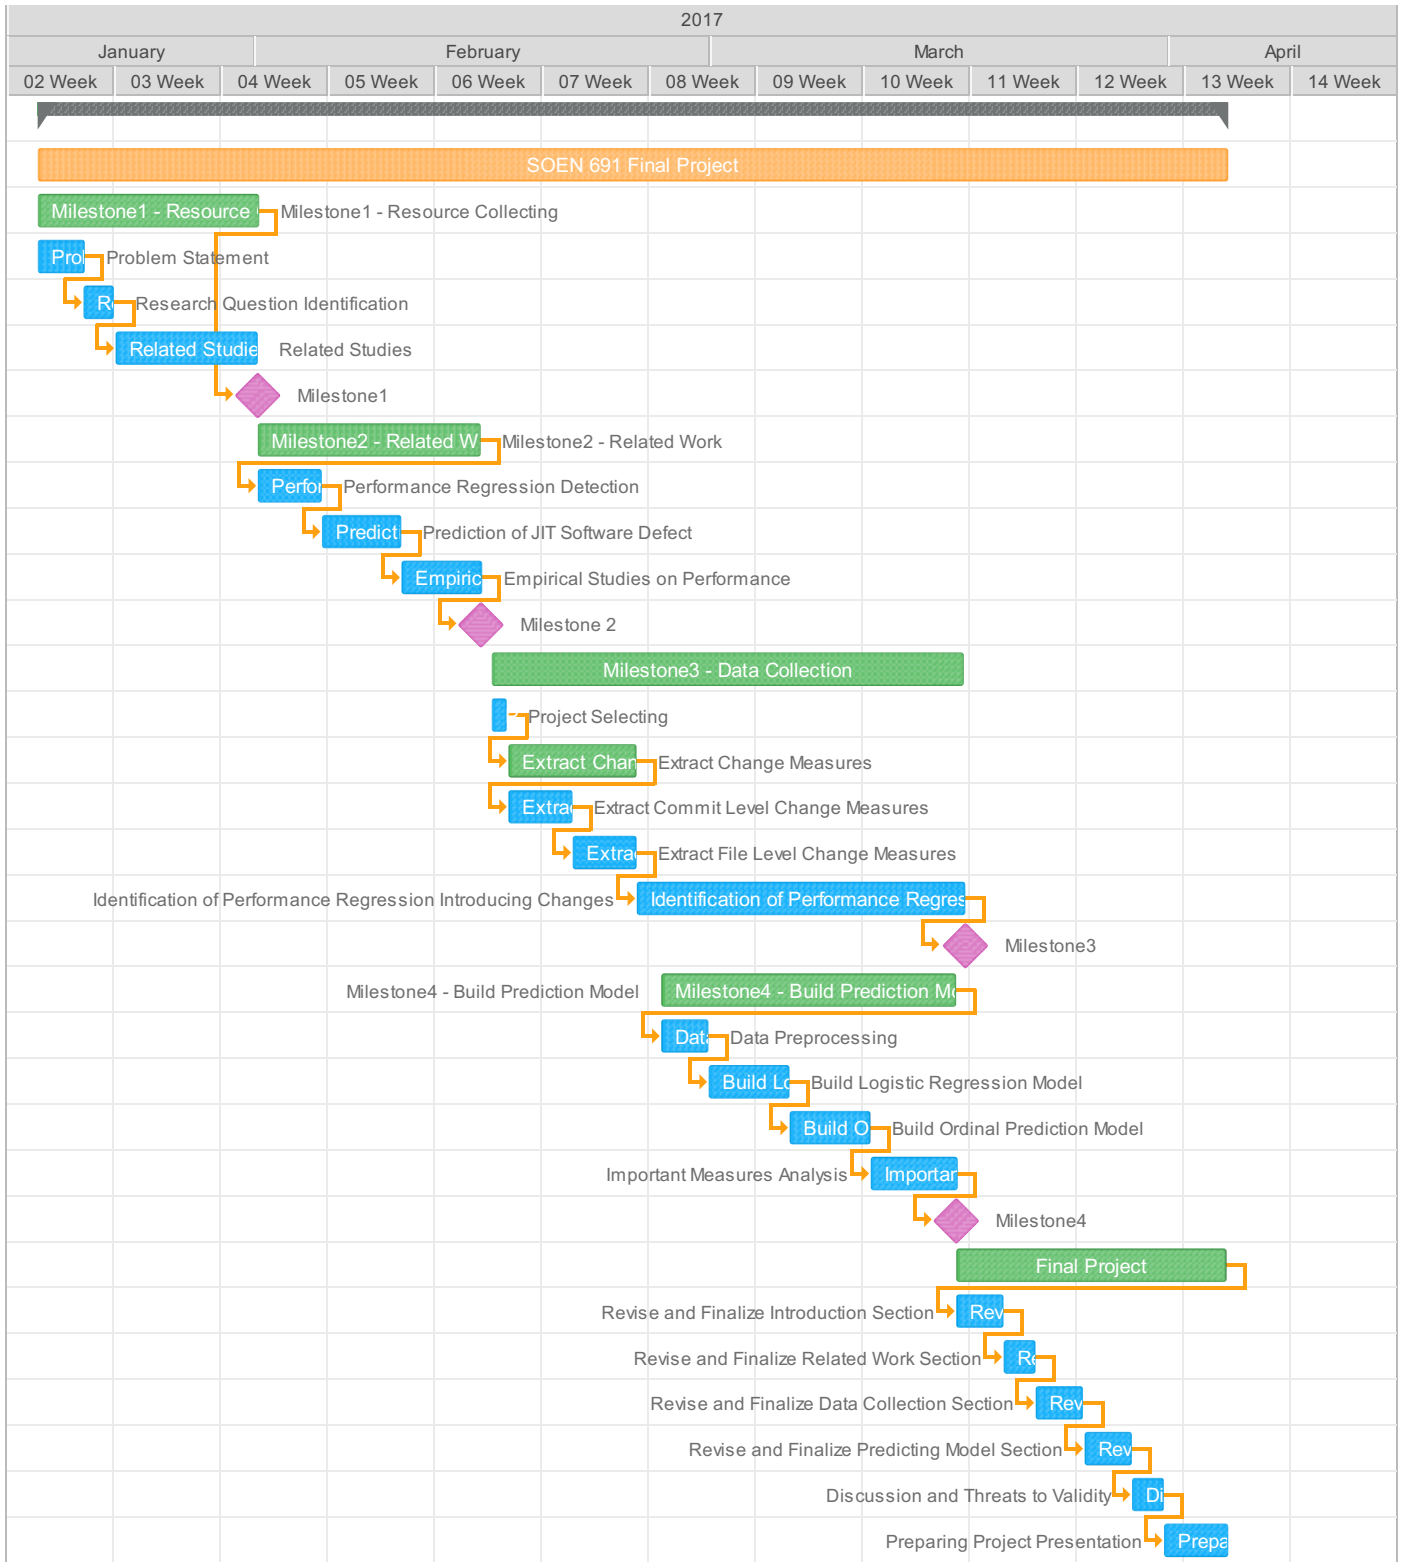 2017
January February March April
02 Week 03 Week 04 Week 05 Week 06 Week 07 Week 08 Week 09 Week 10 Week 11 Week 12 Week 13 Week 14 Week
SOEN 691 Final Project
Milestone1 - Resource Milestone1 - Resource Collecting
Pro Problem Statement
R Research Question Identification
Related Studie Related Studies
Milestone1
Milestone2 - Related W Milestone2 - Related Work
Perfor Performance Regression Detection
Predict Prediction of JIT Software Defect
Empiric Empirical Studies on Performance
Milestone 2
Milestone3 - Data Collection
Project Selecting
Extract Chan Extract Change Measures
Extra Extract Commit Level Change Measures
Extra Extract File Level Change Measures
Identification of Performance Regression Introducing Changes Identification of Performance Regres
Milestone3
Milestone4 - Build Prediction Model Milestone4 - Build Prediction Mo
Data Data Preprocessing
Build Lo Build Logistic Regression Model
Build O Build Ordinal Prediction Model
Important Measures Analysis Importan
Milestone4
Final Project
Revise and Finalize Introduction Section Rev
Revise and Finalize Related Work Section Re
Revise and Finalize Data Collection Section Rev
Revise and Finalize Predicting Model Section Rev
Discussion and Threats to Validity Di
Preparing Project Presentation Prepa